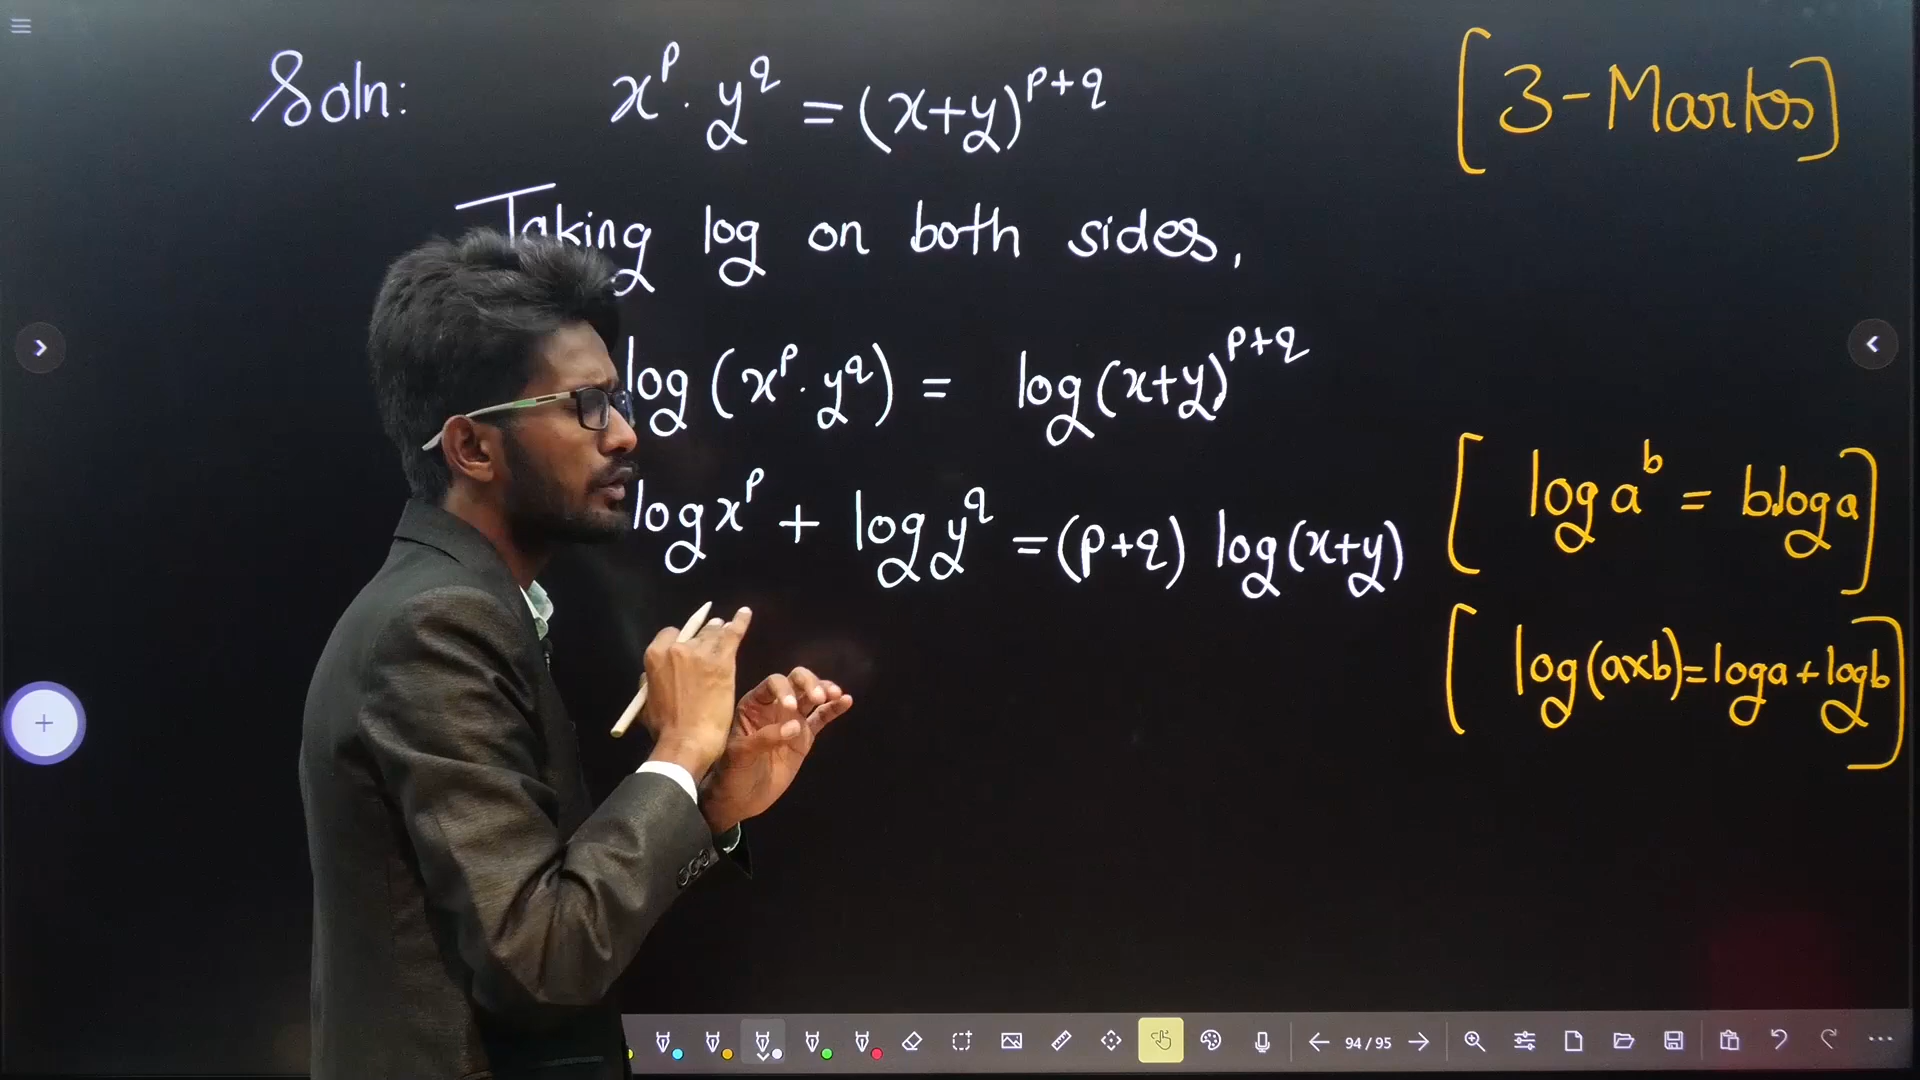 Soln: x^p · y^q = (x+y)^{p+q} [3-Marks]
Taking log on both sides,
log (x^p · y^q) = log (x+y)^{p+q}
log x^p + log y^q = (p+q) log (x+y) [log a^b = b.log a]
[log (a×b) = log a + log b]
94 / 95